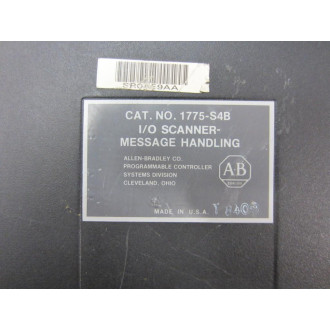 CAT. NO. 1775-S4B
I/O SCANNER-
MESSAGE HANDLING
ALLEN-BRADLEY CO.
PROGRAMMABLE CONTROLLER
SYSTEMS DIVISION
CLEVELAND, OHIO
AB
MADE IN U.S.A.